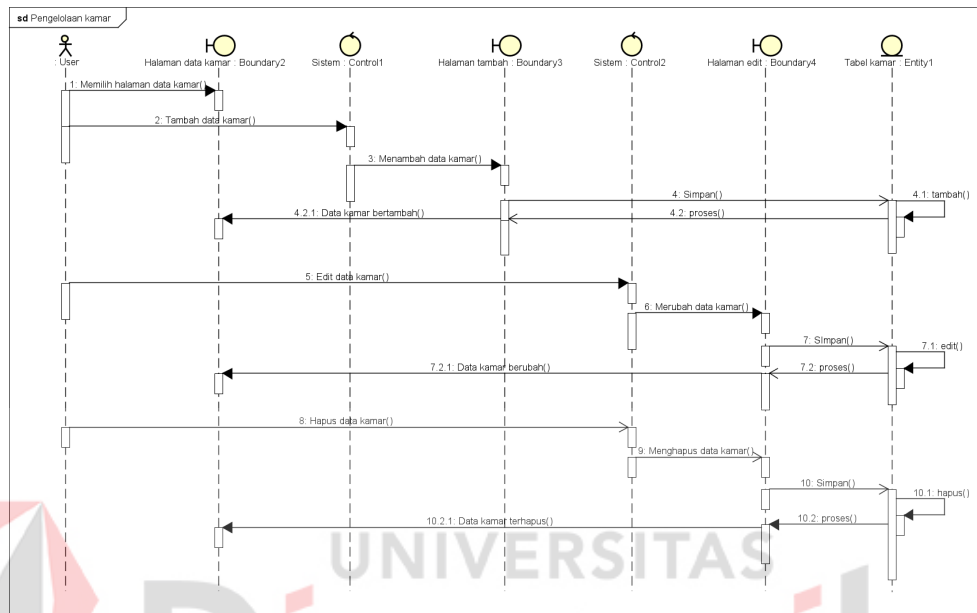 sd Pengelolaan kamar
: User
Halaman data kamar : Boundary2
Sistem : Control1
Halaman tambah : Boundary3
Sistem : Control2
Halaman edit : Boundary4
Tabel kamar : Entity1
1: Memilih halaman data kamar()
2: Tambah data kamar()
3: Menambah data kamar()
4: Simpan()
4.1: tambah()
4.2.1: Data kamar bertambah()
4.2: proses()
5: Edit data kamar()
6: Merubah data kamar()
7: SImpan()
7.1: edit()
7.2.1: Data kamar berubah()
7.2: proses()
8: Hapus data kamar()
9: Menghapus data kamar()
10: Simpan()
10.1: hapus()
10.2.1: Data kamar terhapus()
10.2: proses()
UNIVERSITAS